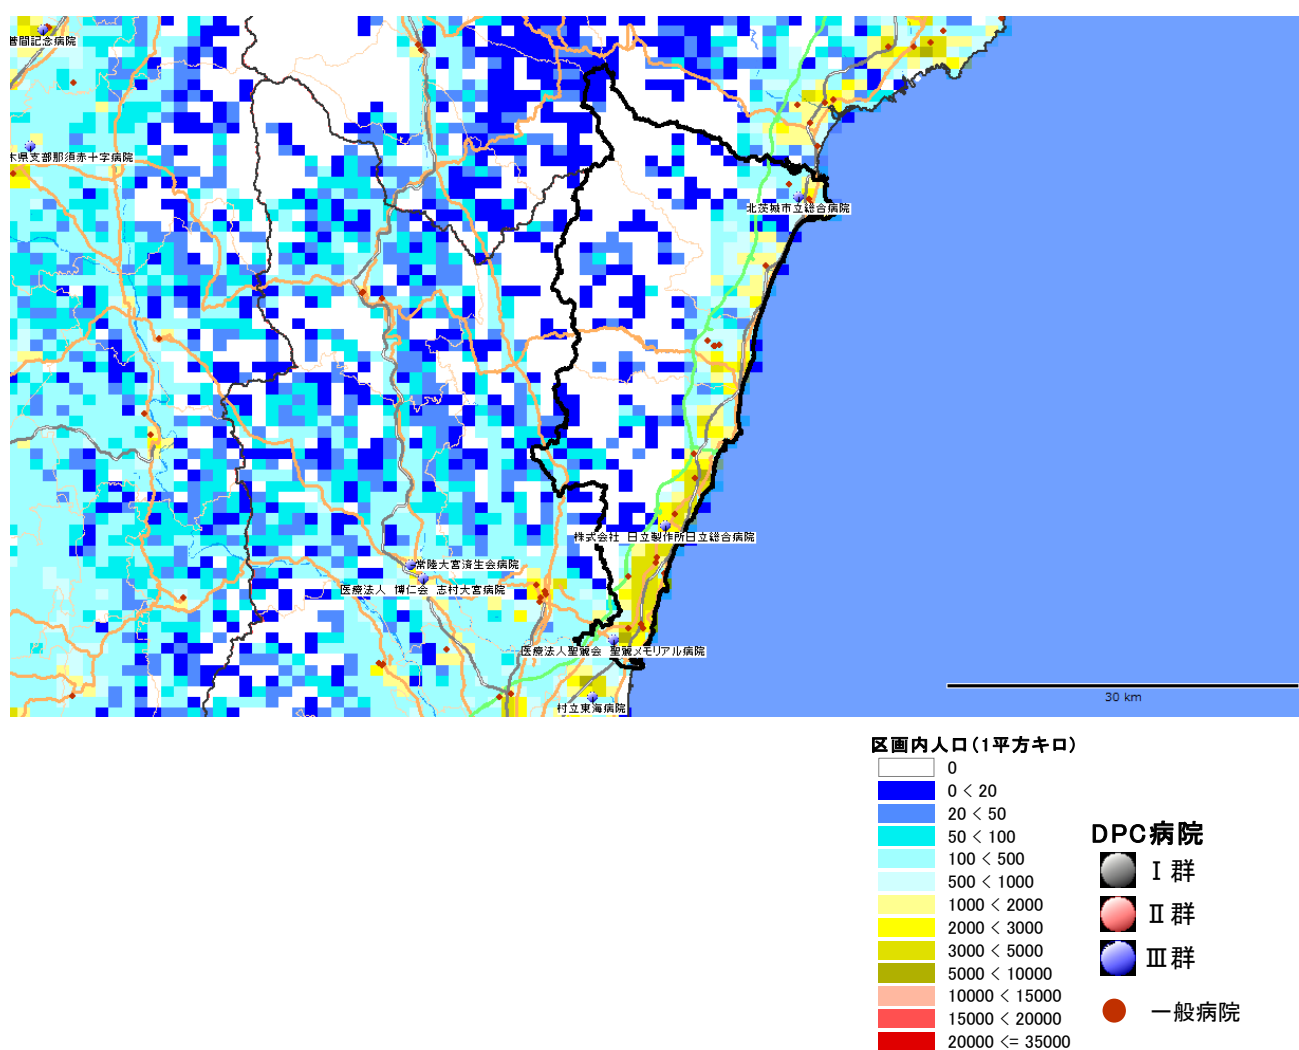 菅間記念病院
木県支部那須赤十字病院
北茨城市立総合病院
株式会社 日立製作所日立総合病院
常陸大宮済生会病院
医療法人 博仁会 志村大宮病院
医療法人聖麗会 聖麗メモリアル病院
村立東海病院
30 km
区画内人口(1平方キロ)
0
0 < 20
20 < 50
50 < 100
100 < 500
500 < 1000
1000 < 2000
2000 < 3000
3000 < 5000
5000 < 10000
10000 < 15000
15000 < 20000
20000 <= 35000
DPC病院
Ⅰ群
Ⅱ群
Ⅲ群
一般病院